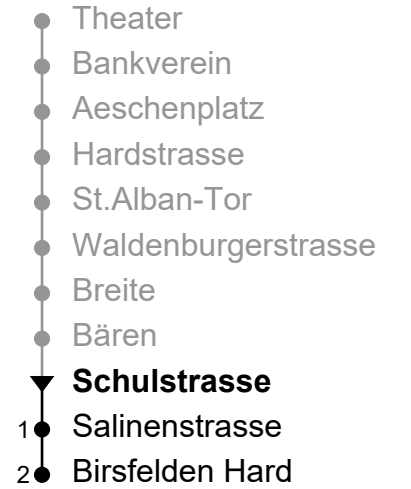 Theater
Bankverein
Aeschenplatz
Hardstrasse
St.Alban-Tor
Waldenburgerstrasse
Breite
Bären
Schulstrasse
1 Salinenstrasse
2 Birsfelden Hard